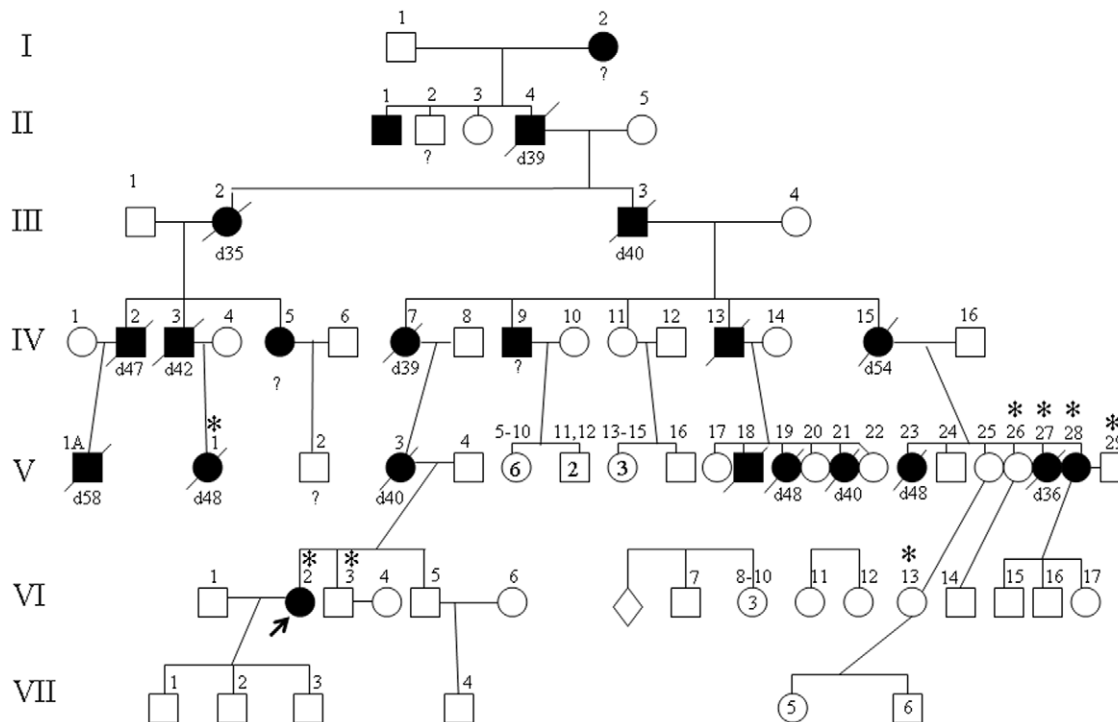 1 2
I
?
1 2 3 4 5
II
? d39
1 2 3 4
III
d35 d40
1 2 3 4 5 6 7 8 9 10 11 12 13 14 15 16
IV
d47 d42 ? d39 ? d54
* * * * *
1A 1 2 3 4 5-10 11,12 13-15 16 17 18 19 20 21 22 23 24 25 26 27 28 29
V
6 2 3
d58 d48 ? d40 d48 d40 d48 d36
* * *
1 2 3 4 5 6 7 8-10 11 12 13 14 15 16 17
VI
3
1 2 3 4
VII
5 6